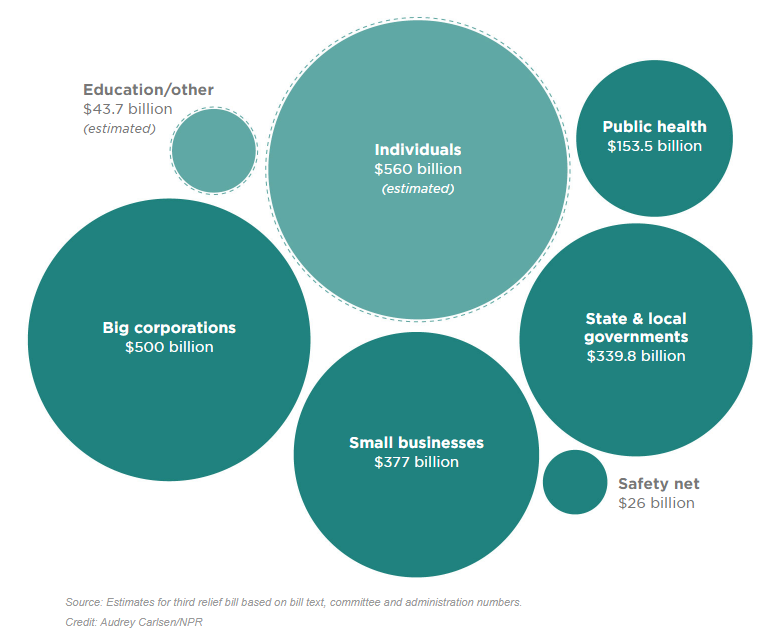 Education/other
$43.7 billion
(estimated)
Individuals
$560 billion
(estimated)
Public health
$153.5 billion
Big corporations
$500 billion
State & local
governments
$339.8 billion
Small businesses
$377 billion
Safety net
$26 billion
Source: Estimates for third relief bill based on bill text, committee and administration numbers.
Credit: Audrey Carlsen/NPR